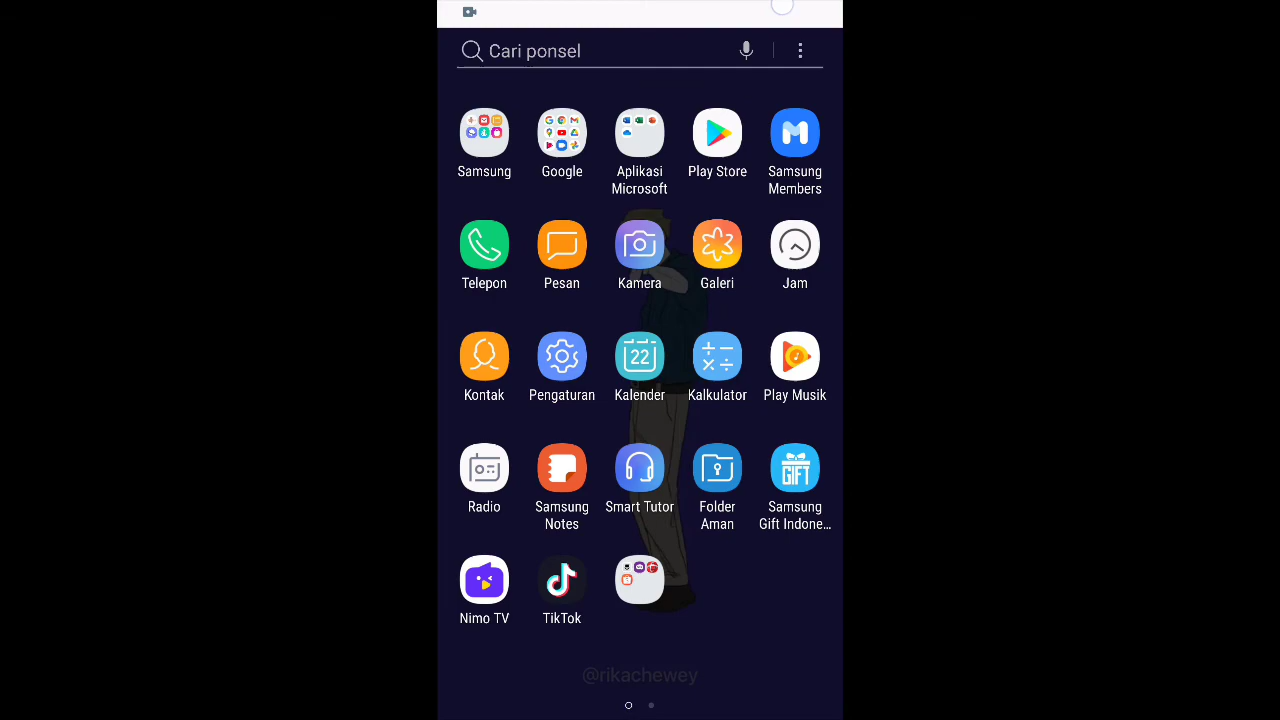 Cari ponsel
Samsung
Google
Aplikasi
Microsoft
Play Store
Samsung
Members
Telepon
Pesan
Kamera
Galeri
Jam
Kontak
Pengaturan
22
Kalender
Kalkulator
Play Musik
Radio
Samsung
Notes
Smart Tutor
Folder
Aman
GIFT
Samsung
Gift Indone...
Nimo TV
TikTok
@rikachewey